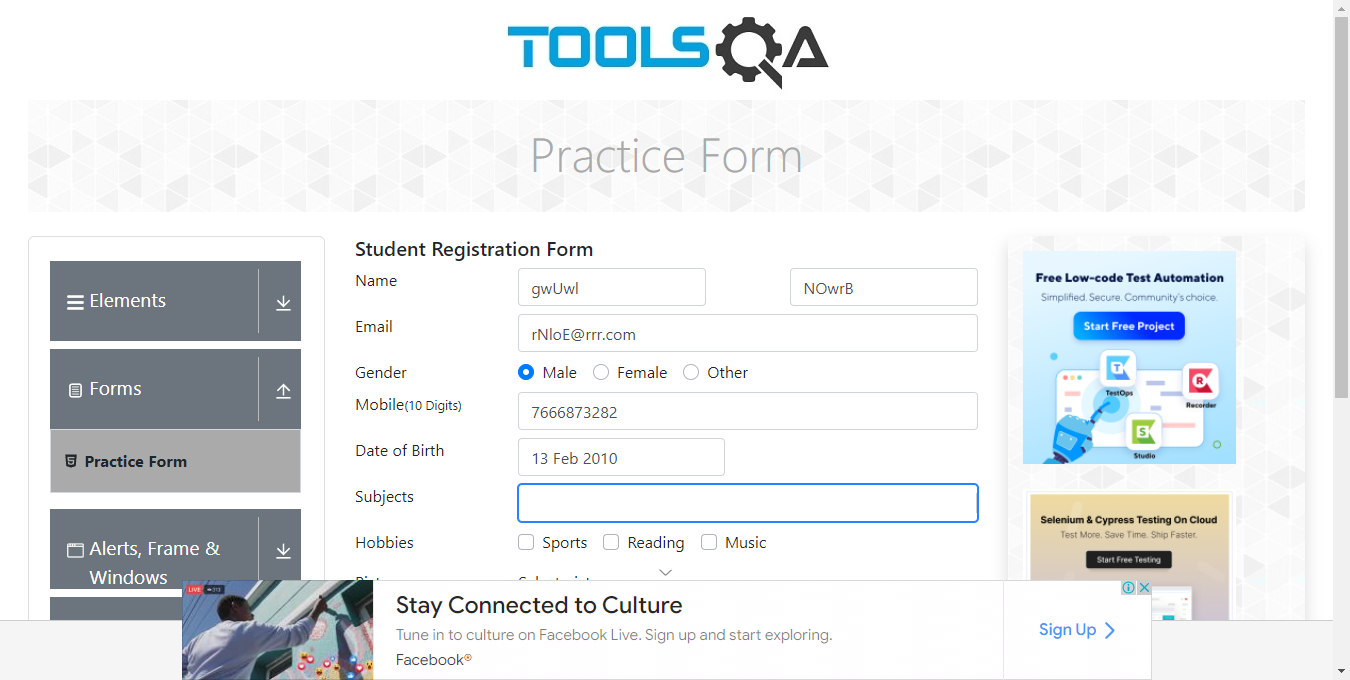 TOOLSQA
Practice Form
Elements
Forms
Practice Form
Alerts, Frame &
Windows
Student Registration Form
Name
gwUwl
NOwrB
Email
rNloE@rrr.com
Gender
Male
Female
Other
Mobile(10 Digits)
7666873282
Date of Birth
13 Feb 2010
Subjects
Hobbies
Sports
Reading
Music
Free Low-code Test Automation
Simplified. Secure. Community's choice.
Start Free Project
TestOps
Recorder
Studio
Selenium & Cypress Testing On Cloud
Test More. Save Time. Ship Faster.
Start Free Testing
LIVE
Stay Connected to Culture
Tune in to culture on Facebook Live. Sign up and start exploring.
Facebook®
Sign Up